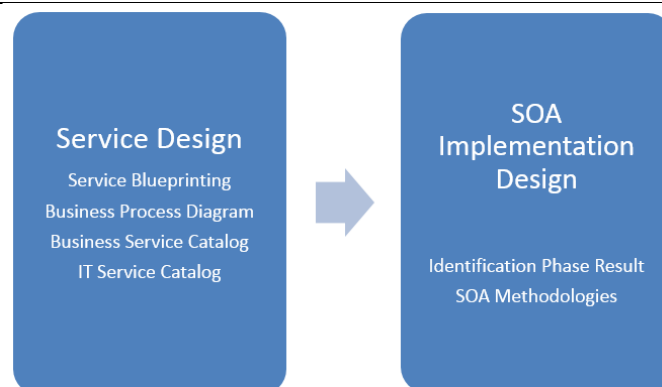 Service Design
Service Blueprinting
Business Process Diagram
Business Service Catalog
IT Service Catalog
SOA
Implementation
Design
Identification Phase Result
SOA Methodologies